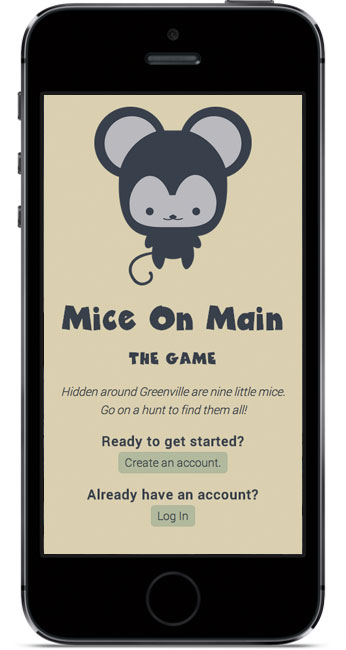 Mice On Main
THE GAME
Hidden around Greenville are nine little mice.
Go on a hunt to find them all!
Ready to get started?
Create an account.
Already have an account?
Log In